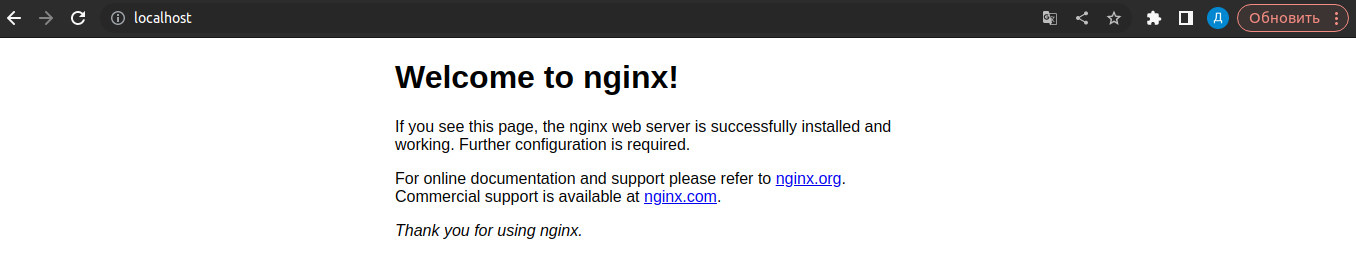 localhost
Д
Обновить
Welcome to nginx!
If you see this page, the nginx web server is successfully installed and
working. Further configuration is required.
For online documentation and support please refer to nginx.org.
Commercial support is available at nginx.com.
Thank you for using nginx.